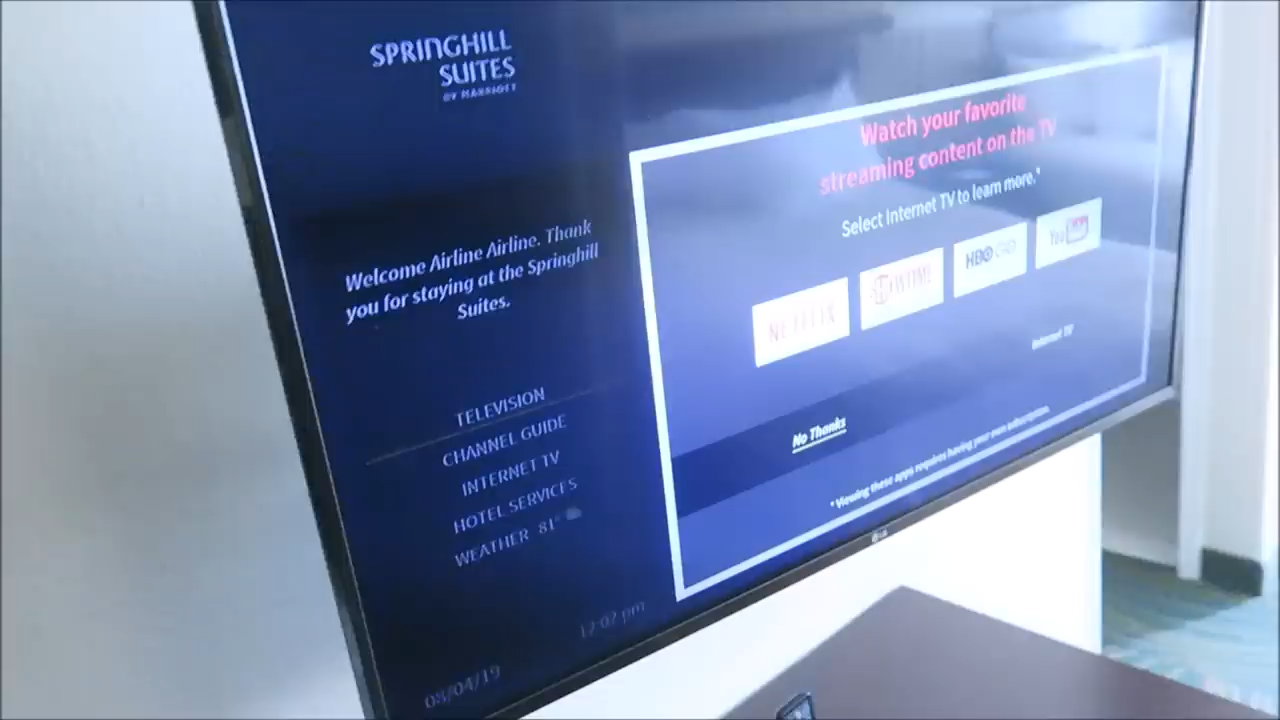 SPRINGHILL
SUITES
BY MARRIOTT
Welcome Airline Airline. Thank
you for staying at the Springhill
Suites.
TELEVISION
CHANNEL GUIDE
INTERNET TV
HOTEL SERVICES
WEATHER 81°
12:02 pm
08/04/19
Watch your favorite
streaming content on the TV
Select Internet TV to learn more.*
NETFLIX
SHOWTIME
HBO GO
YouTube
Internet TV
No Thanks
* Viewing these apps requires having your own subscription.
LG